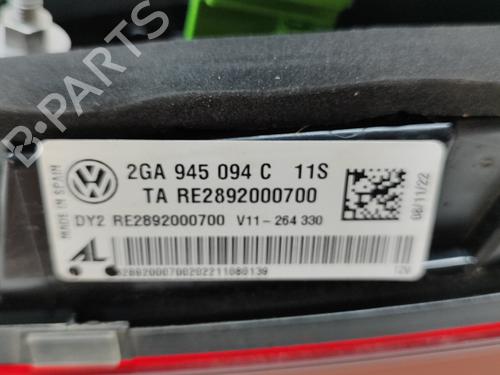 2GA 945 094 C 11S
TA RE2892000700
DY2 RE2892000700 V11-264 330
MADE IN SPAIN
08/11/22
AL
B-PARTS